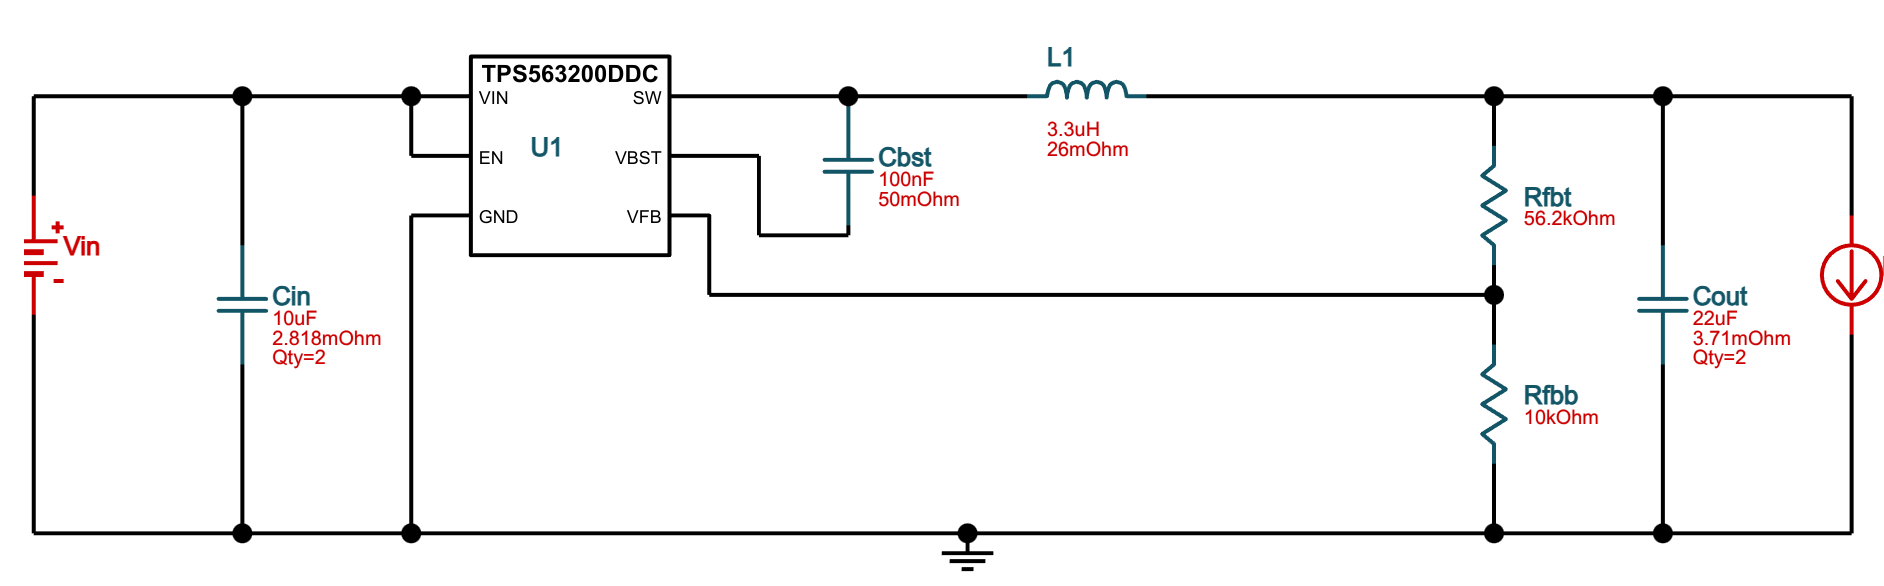 TPS563200DDC
VIN
SW
EN
U1
VBST
GND
VFB
+
Vin
-
Cin
10uF
2.818mOhm
Qty=2
Cbst
100nF
50mOhm
L1
3.3uH
26mOhm
Rfbt
56.2kOhm
Rfbb
10kOhm
Cout
22uF
3.71mOhm
Qty=2